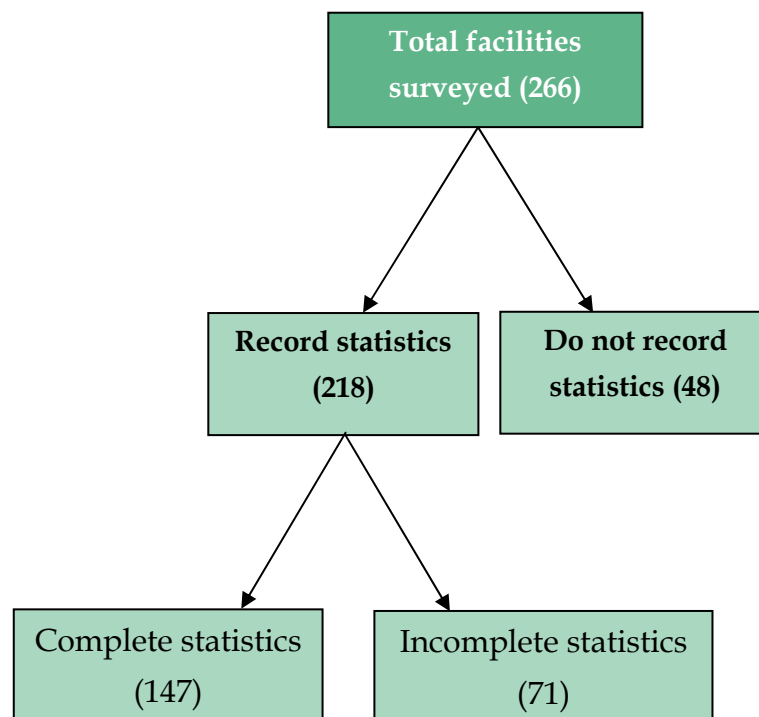 Total facilities
surveyed (266)
Record statistics
(218)
Do not record
statistics (48)
Complete statistics
(147)
Incomplete statistics
(71)